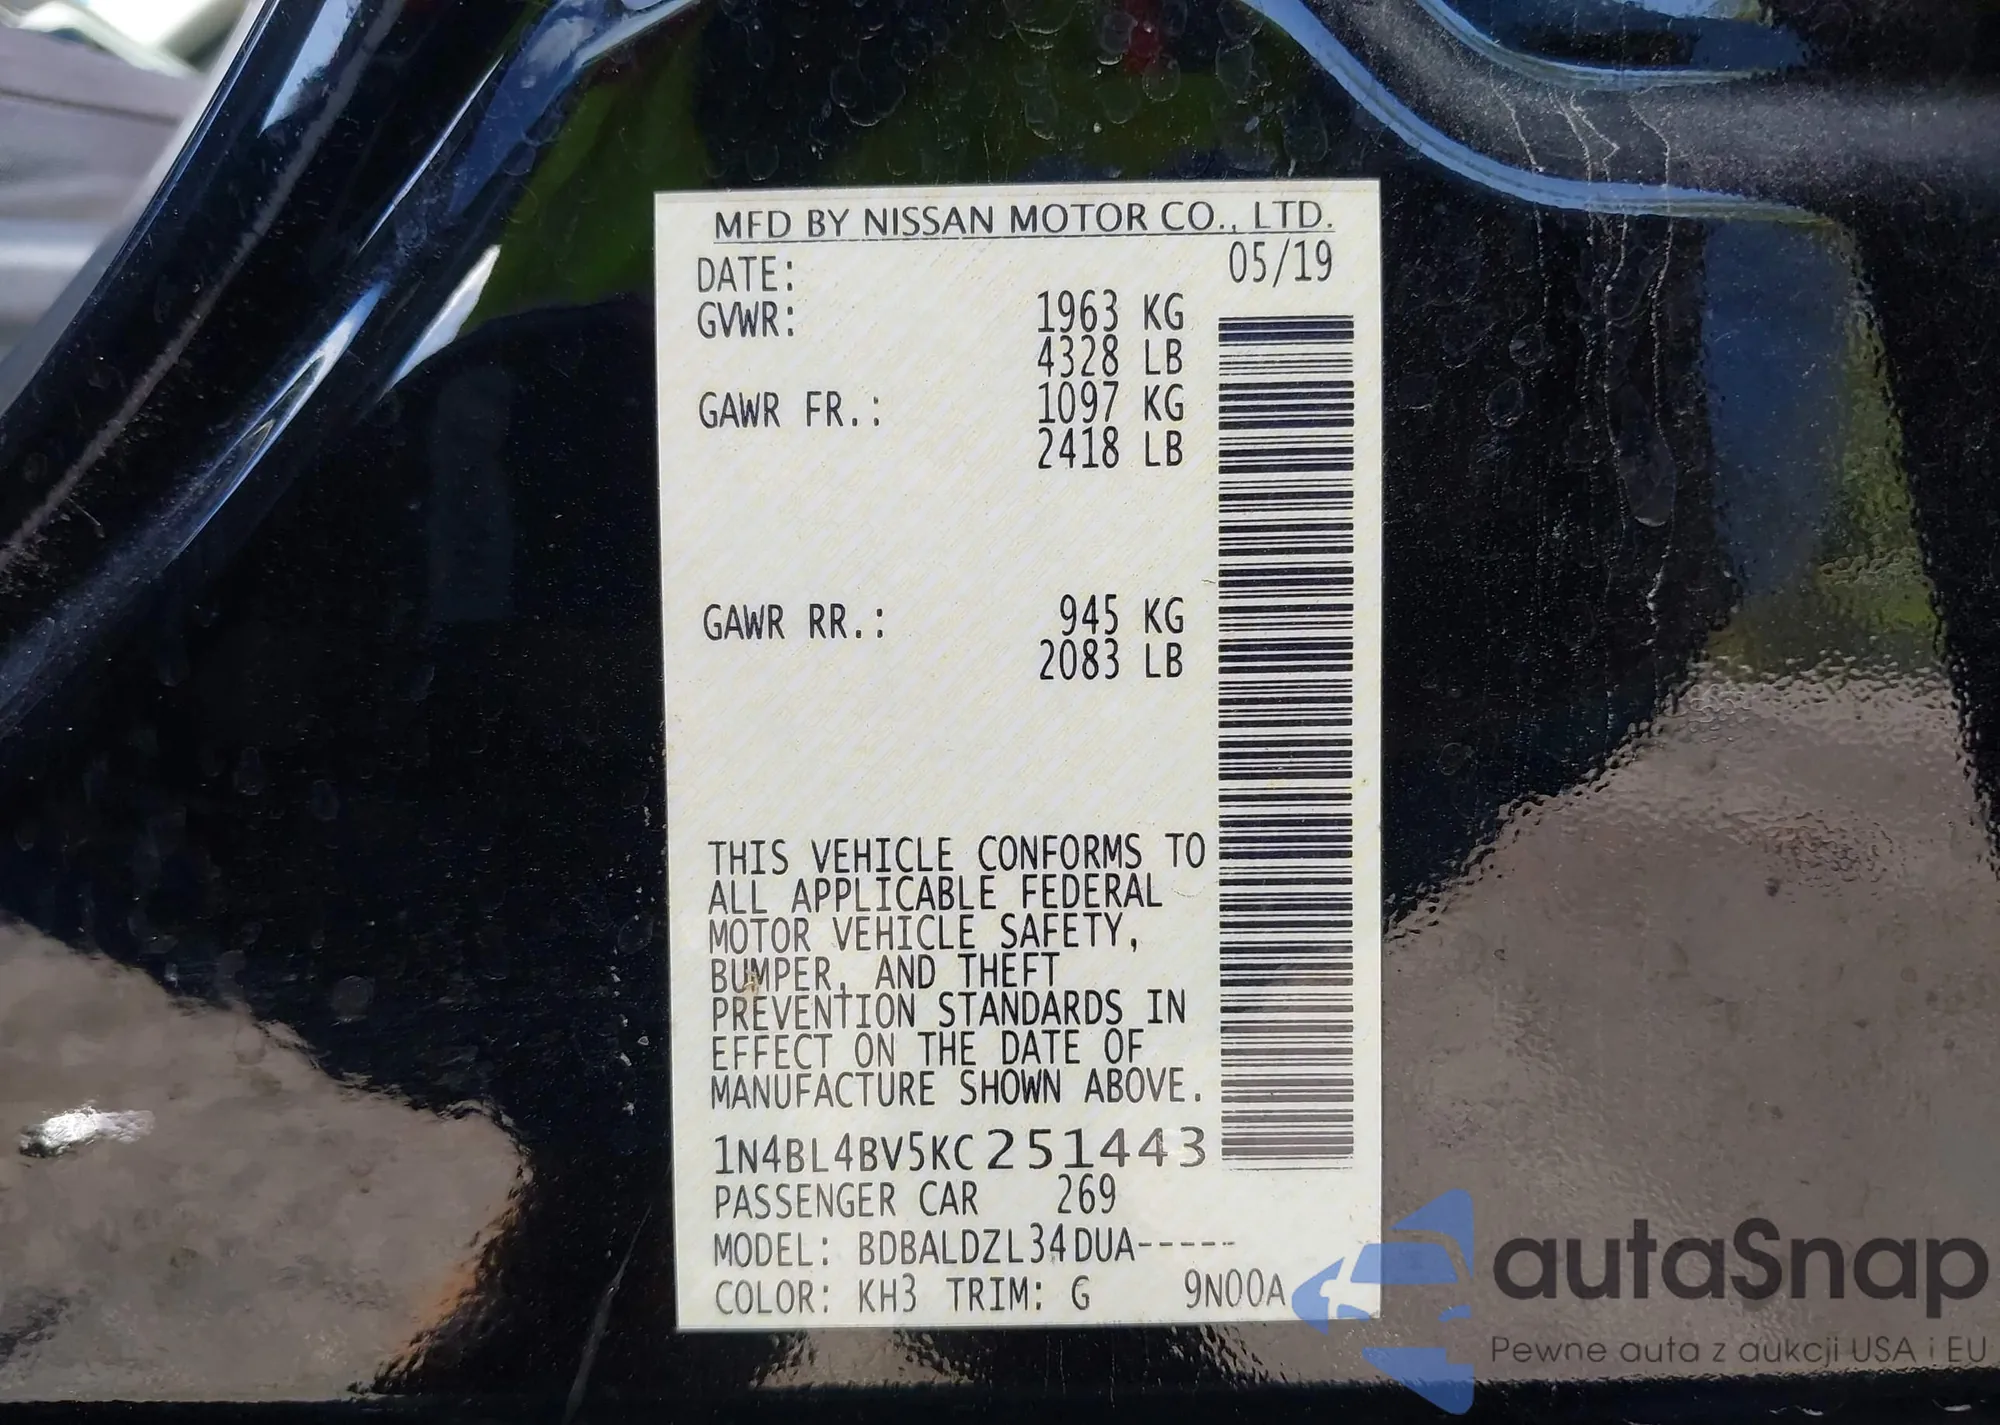 MFD BY NISSAN MOTOR CO., LTD.
DATE: 05/19
GVWR: 1963 KG
4328 LB
GAWR FR.: 1097 KG
2418 LB
GAWR RR.: 945 KG
2083 LB
THIS VEHICLE CONFORMS TO
ALL APPLICABLE FEDERAL
MOTOR VEHICLE SAFETY,
BUMPER, AND THEFT
PREVENTION STANDARDS IN
EFFECT ON THE DATE OF
MANUFACTURE SHOWN ABOVE.
1N4BL4BV5KC251443
PASSENGER CAR 269
MODEL: BDBALDZL34DUA-----
COLOR: KH3 TRIM: G 9N00A
autaSnap
Pewne auta z aukcji USA i EU